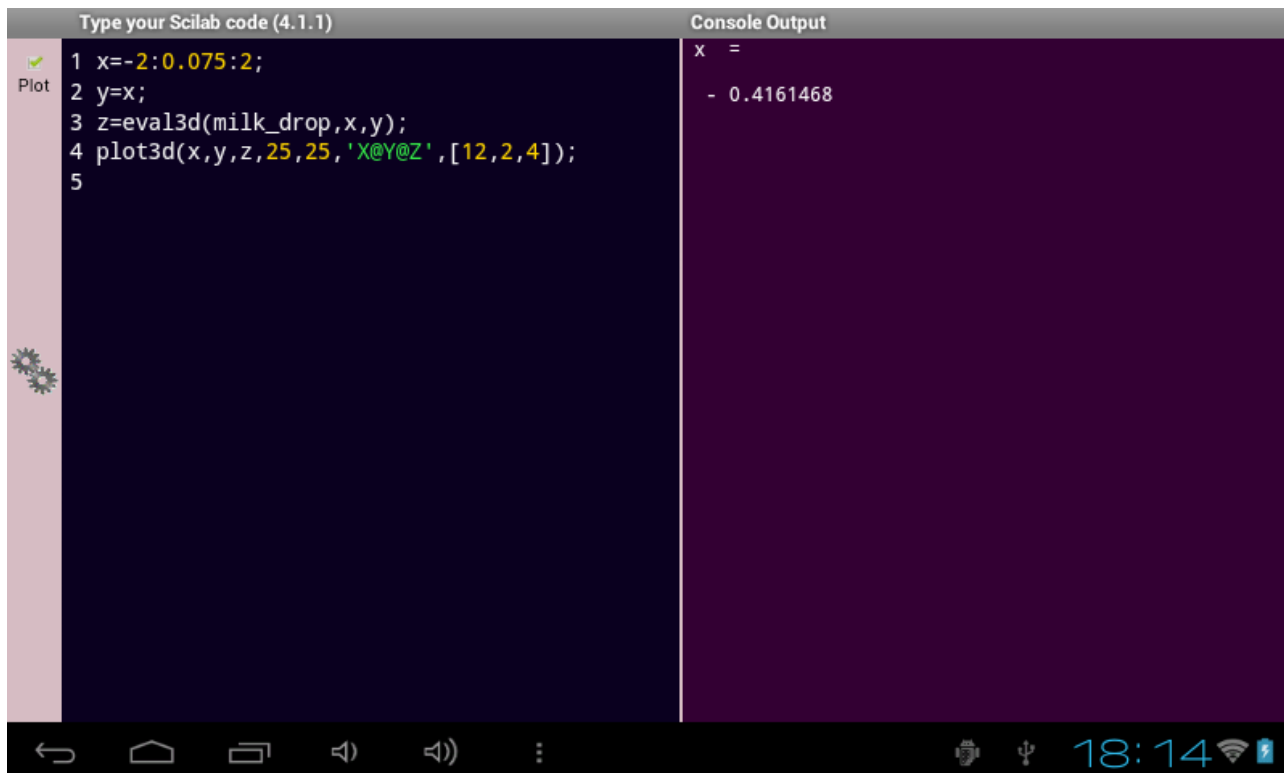 Type your Scilab code (4.1.1)
Console Output
Plot
1 x=-2:0.075:2;
2 y=x;
3 z=eval3d(milk_drop,x,y);
4 plot3d(x,y,z,25,25,'X@Y@Z',[12,2,4]);
5
x  =
- 0.4161468
18:14